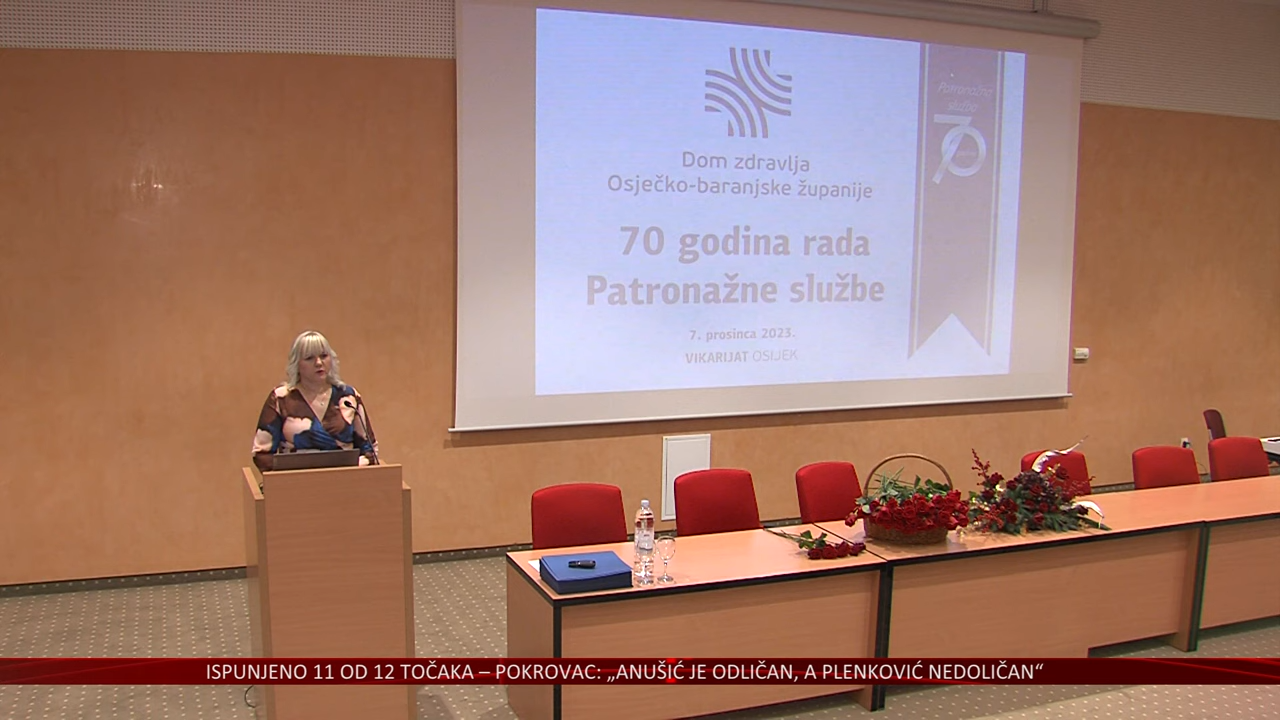 Dom zdravlja
Osječko-baranjske županije
70 godina rada
Patronažne službe
7. prosinca 2023.
VIKARIJAT OSIJEK
Patronažna
služba
70
ISPUNJENO 11 OD 12 TOČAKA – POKROVAC: „ANUŠIĆ JE ODLIČAN, A PLENKOVIĆ NEDOLIČAN“